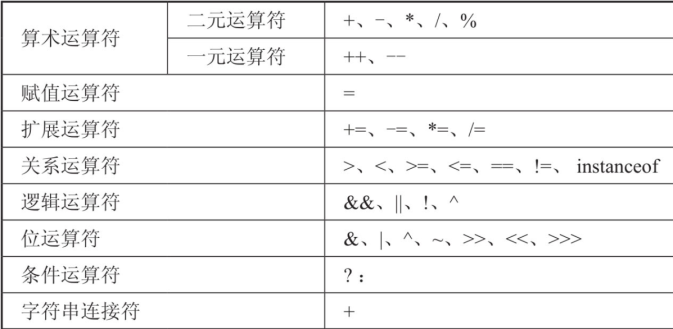 算术运算符 二元运算符 +、-、*、/、%
一元运算符 ++、--
赋值运算符 =
扩展运算符 +=、-=、*=、/=
关系运算符 >、<、>=、<=、==、!=、 instanceof
逻辑运算符 &&、||、!、^
位运算符 &、|、^、~、>>、<<、>>>
条件运算符 ? :
字符串连接符 +